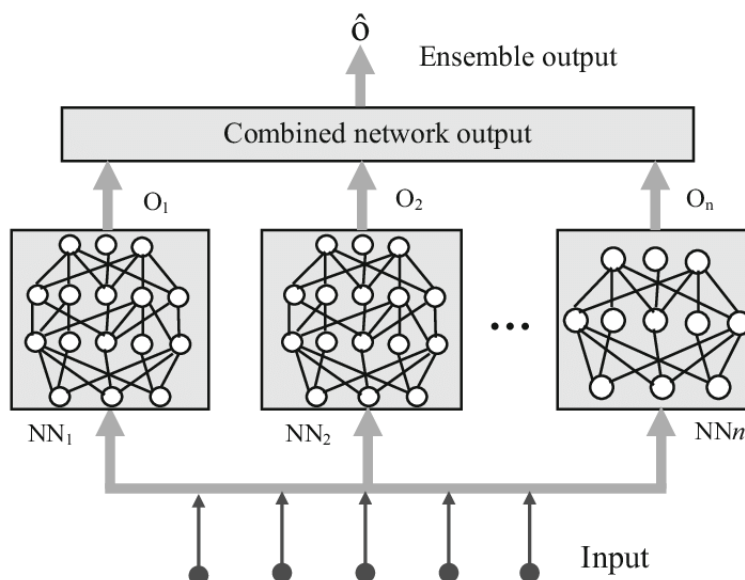 ô
Ensemble output
Combined network output
O₁
O₂
Oₙ
...
NN₁
NN₂
NNn
Input